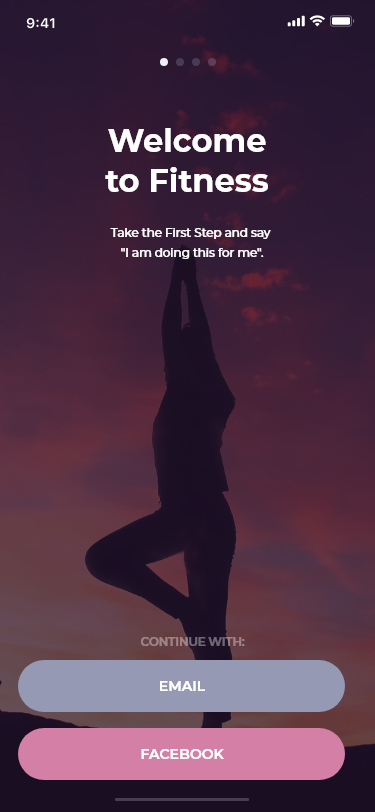 9:41
Welcome
to Fitness
Take the First Step and say
"I am doing this for me".
CONTINUE WITH:
EMAIL
FACEBOOK